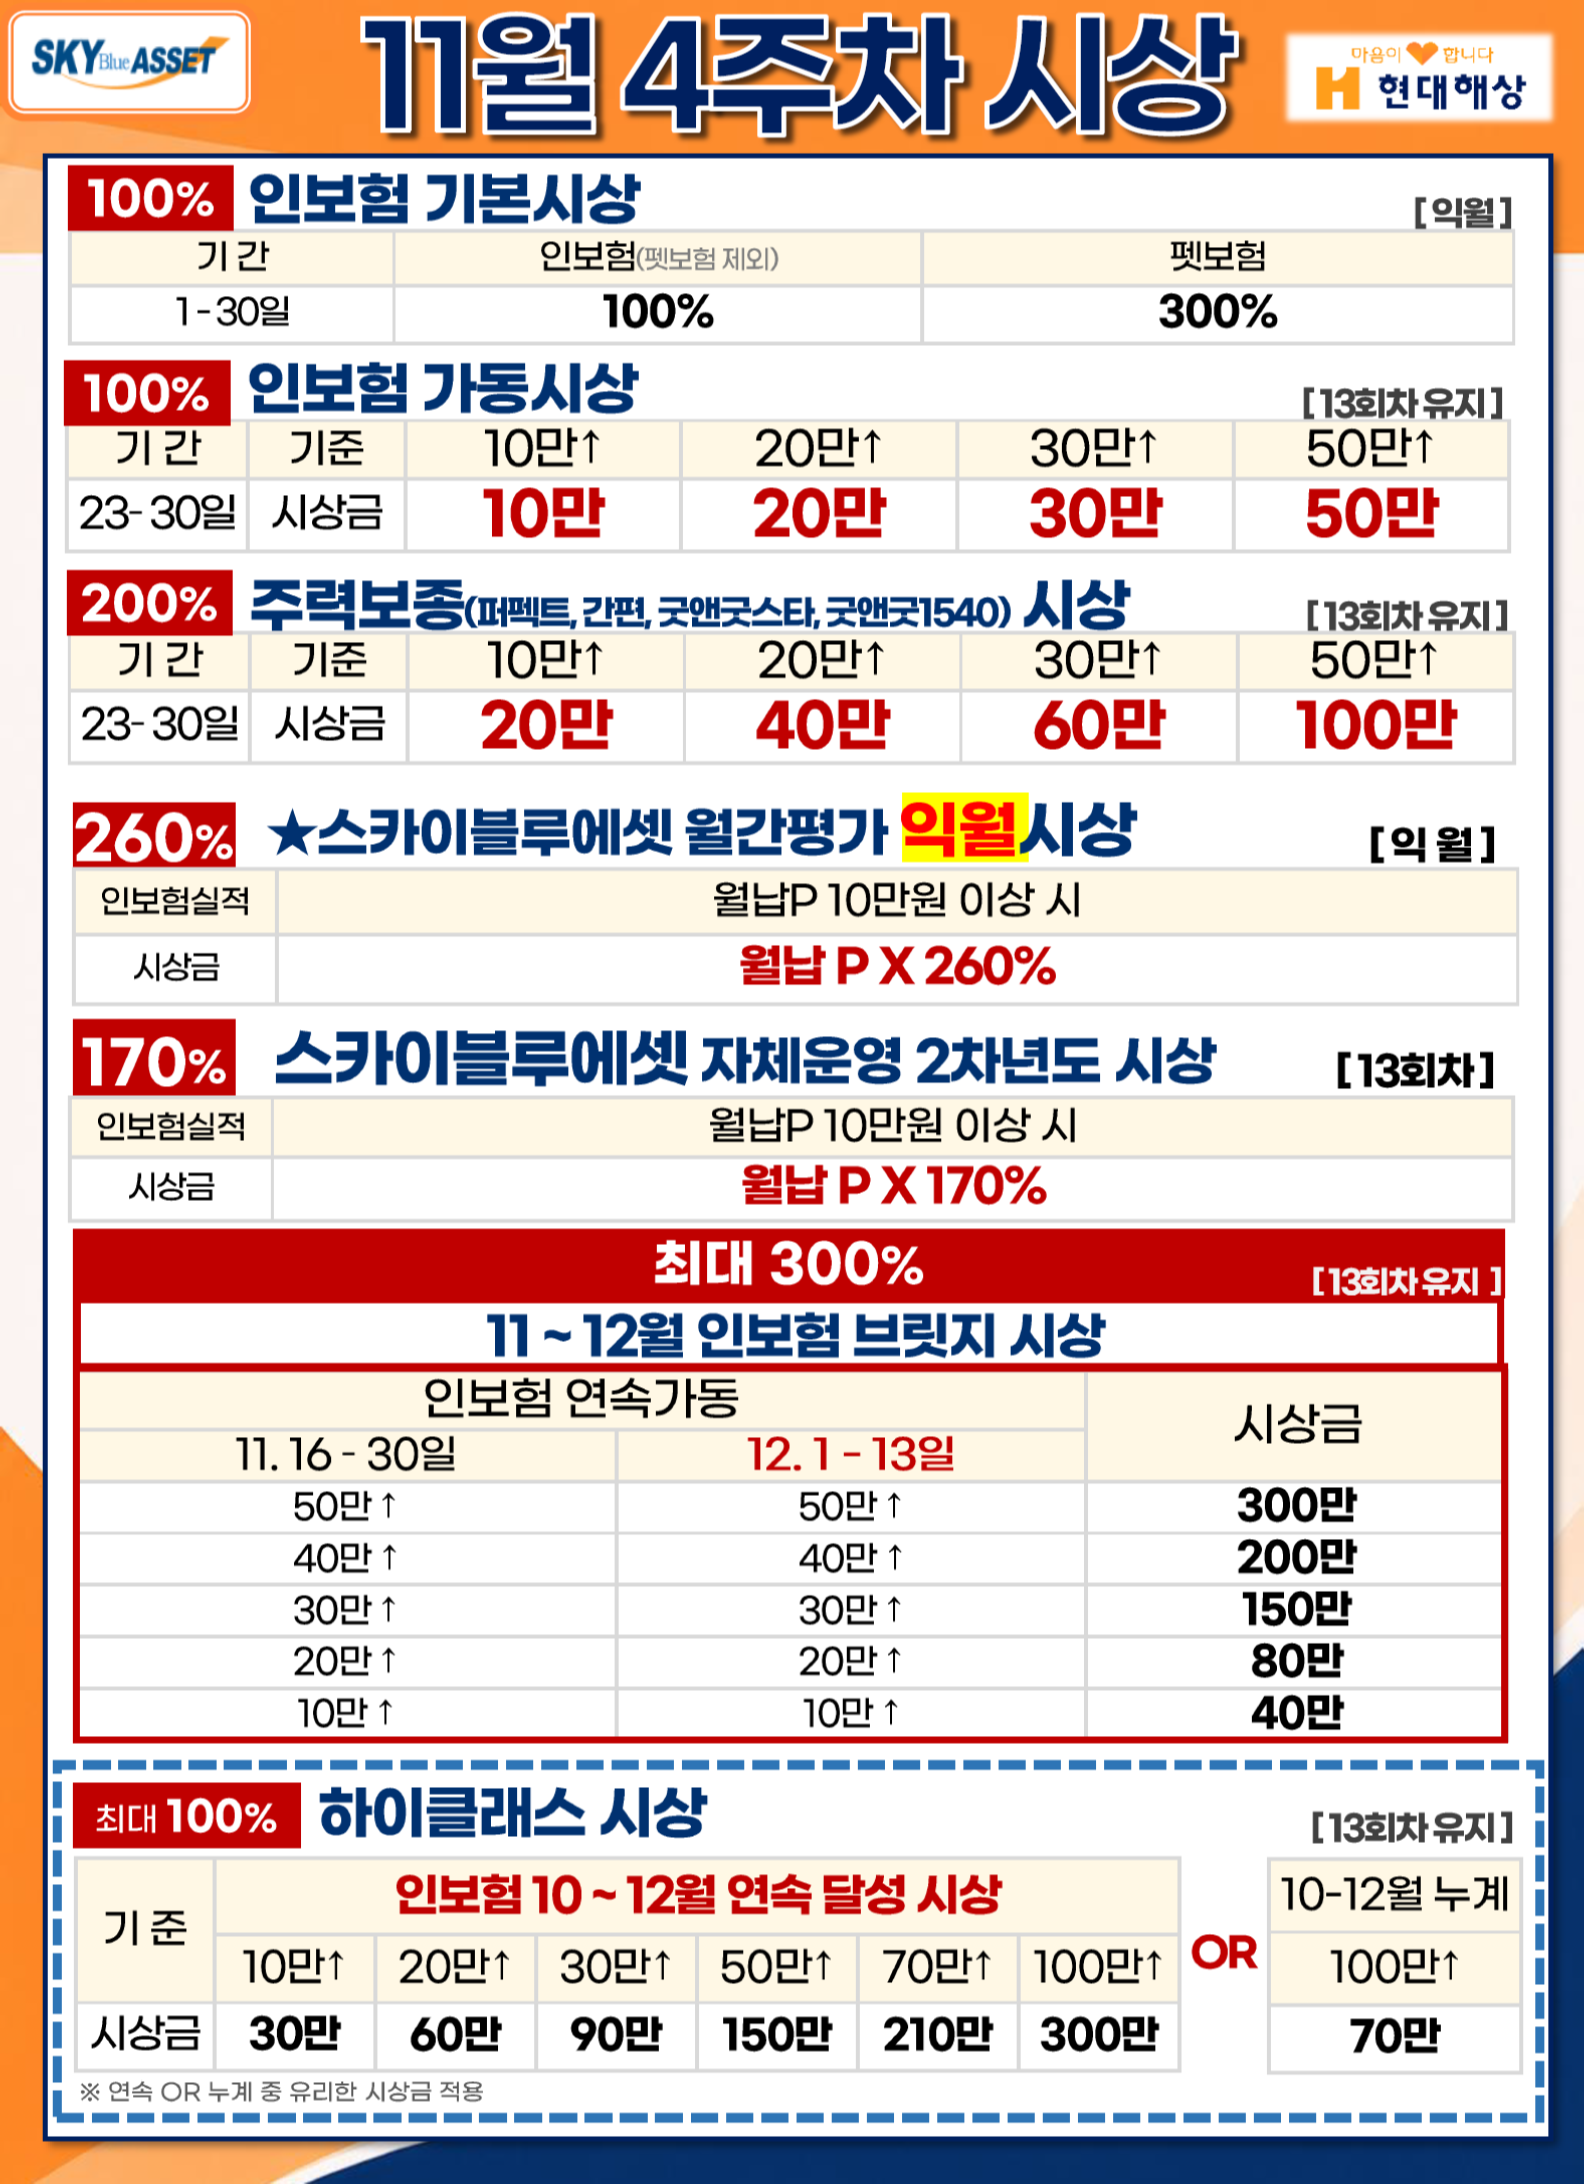 SKY Blue ASSET
11월 4주차 시상
마음이 합니다
현대해상
100% 인보험 기본시상 [익월]
기 간 인보험(펫보험 제외) 펫보험
1-30일 100% 300%
100% 인보험 가동시상 [13회차 유지]
기 간 기준 10만↑ 20만↑ 30만↑ 50만↑
23-30일 시상금 10만 20만 30만 50만
200% 주력보종(퍼펙트, 간편, 굿앤굿스타, 굿앤굿1540) 시상 [13회차 유지]
기 간 기준 10만↑ 20만↑ 30만↑ 50만↑
23-30일 시상금 20만 40만 60만 100만
260% ★스카이블루에셋 월간평가 익월시상 [익 월]
인보험실적 월납P 10만원 이상 시
시상금 월납 P X 260%
170% 스카이블루에셋 자체운영 2차년도 시상 [13회차]
인보험실적 월납P 10만원 이상 시
시상금 월납 P X 170%
최대 300% [13회차 유지 ]
11 ~ 12월 인보험 브릿지 시상
인보험 연속가동 시상금
11. 16 - 30일 12. 1 - 13일
50만 ↑ 50만 ↑ 300만
40만 ↑ 40만 ↑ 200만
30만 ↑ 30만 ↑ 150만
20만 ↑ 20만 ↑ 80만
10만 ↑ 10만 ↑ 40만
최대 100% 하이클래스 시상 [13회차 유지]
기 준 인보험 10 ~ 12월 연속 달성 시상 OR 10-12월 누계
10만↑ 20만↑ 30만↑ 50만↑ 70만↑ 100만↑ 100만↑
시상금 30만 60만 90만 150만 210만 300만 70만
※ 연속 OR 누계 중 유리한 시상금 적용